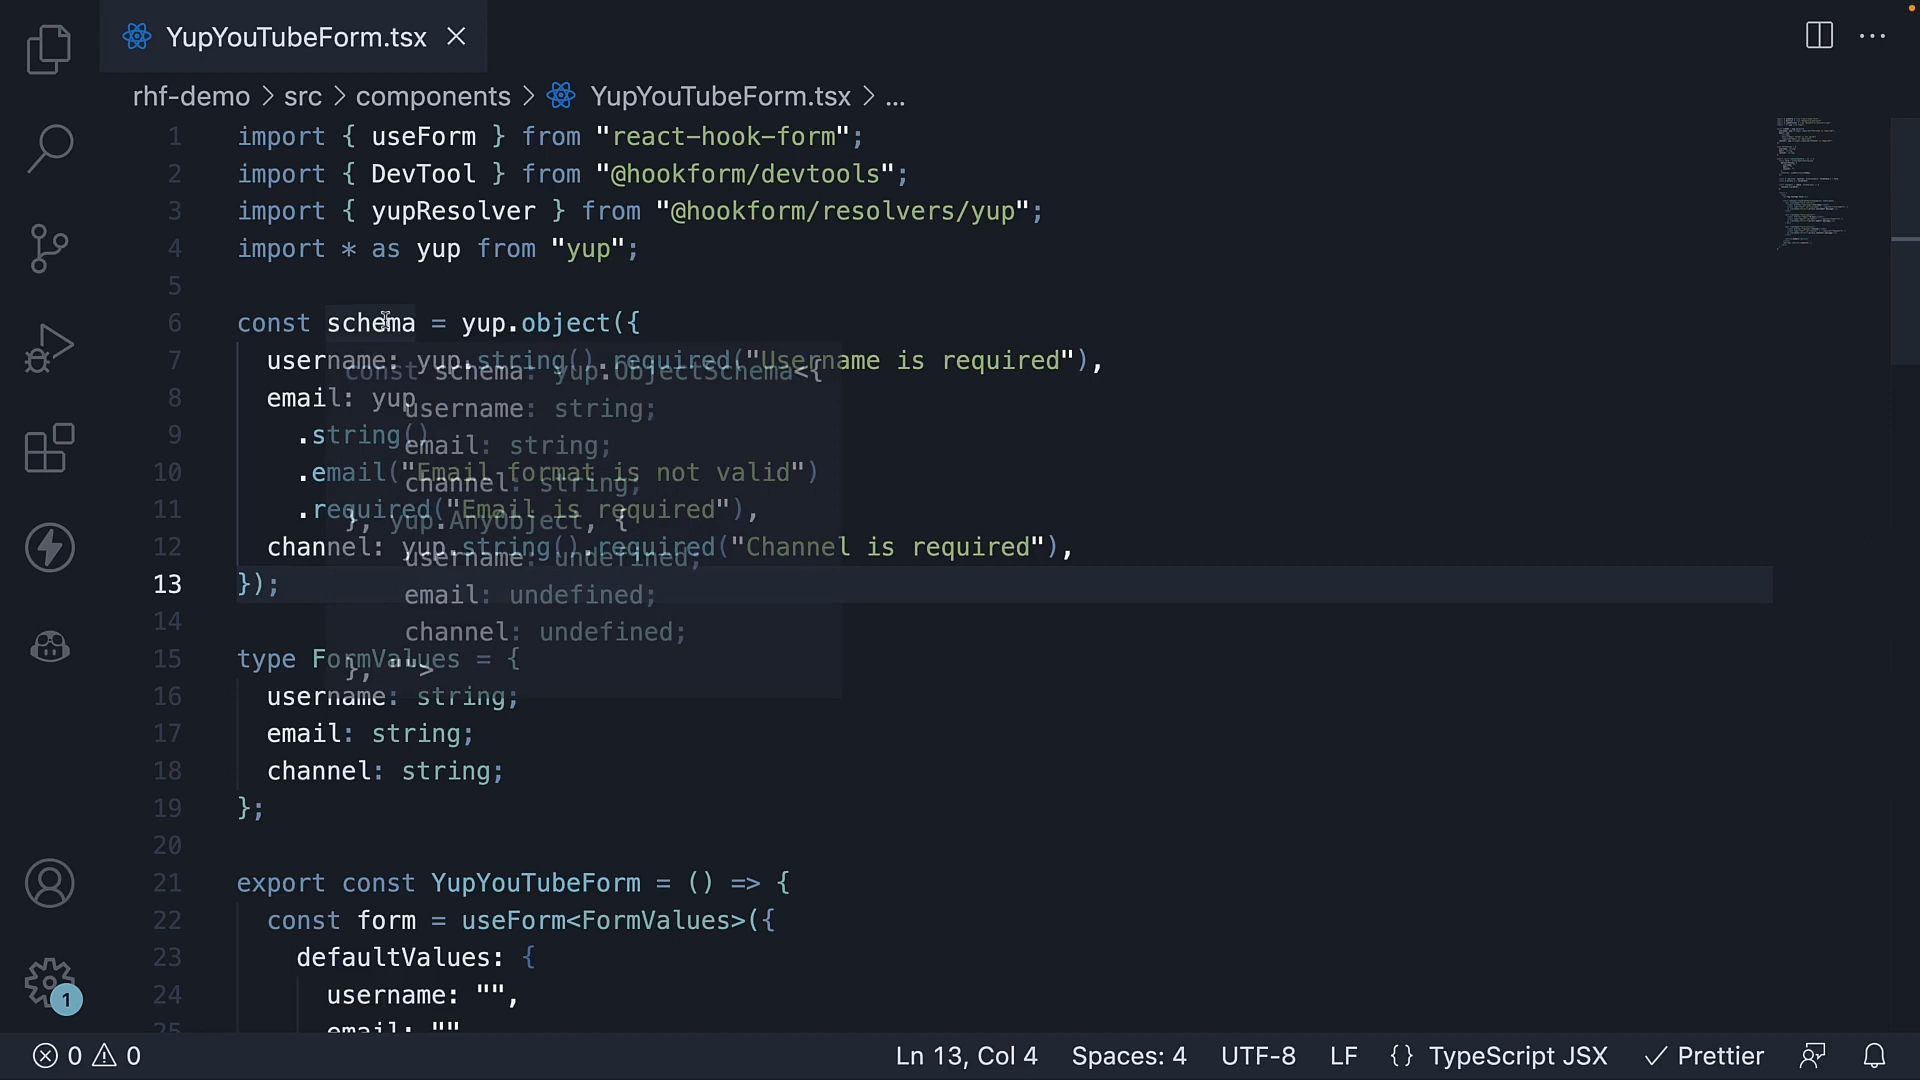 YupYouTubeForm.tsx
rhf-demo > src > components > YupYouTubeForm.tsx > ...
1 import { useForm } from "react-hook-form";
2 import { DevTool } from "@hookform/devtools";
3 import { yupResolver } from "@hookform/resolvers/yup";
4 import * as yup from "yup";
5
6 const schema = yup.object({
7 username: yup.string().required("Username is required"),
8 email: yup
9 .string()
10 .email("Email format is not valid")
11 .required("Email is required"),
12 channel: yup.string().required("Channel is required"),
13 });
const schema: yup.ObjectSchema<{
username: string;
email: string;
channel: string;
}, yup.AnyObject, {
username: undefined;
email: undefined;
channel: undefined;
}, "">
14
15 type FormValues = {
16 username: string;
17 email: string;
18 channel: string;
19 };
20
21 export const YupYouTubeForm = () => {
22 const form = useForm<FormValues>({
23 defaultValues: {
24 username: "",
25 email: ""
1
0 0
Ln 13, Col 4
Spaces: 4
UTF-8
LF
{} TypeScript JSX
Prettier